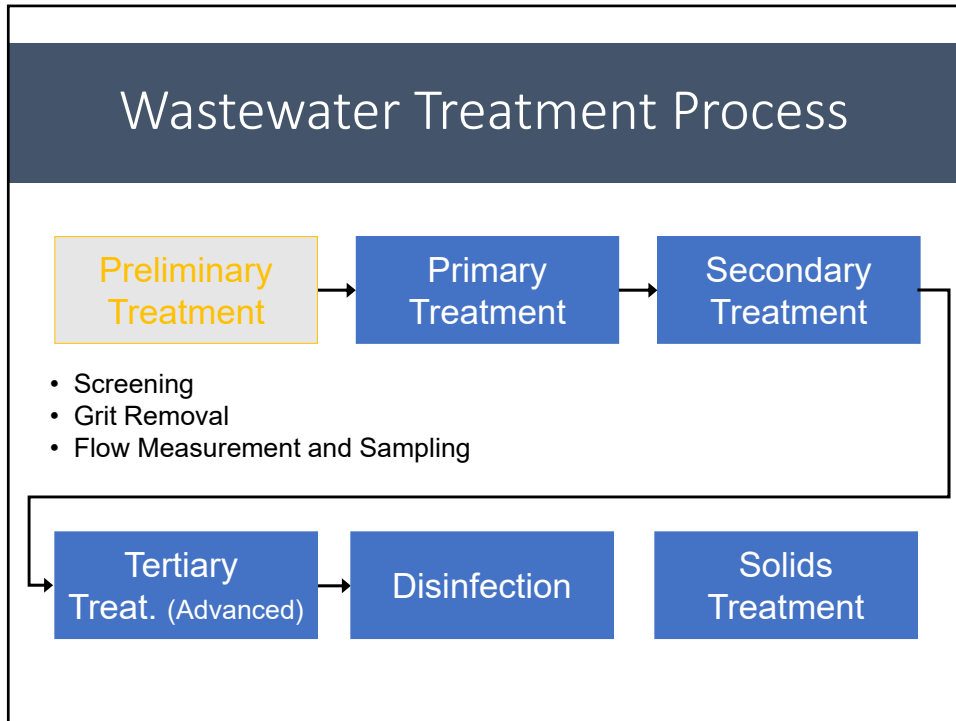 Wastewater Treatment Process
Preliminary
Treatment
Primary
Treatment
Secondary
Treatment
• Screening
• Grit Removal
• Flow Measurement and Sampling
Tertiary
Treat. (Advanced)
Disinfection
Solids
Treatment